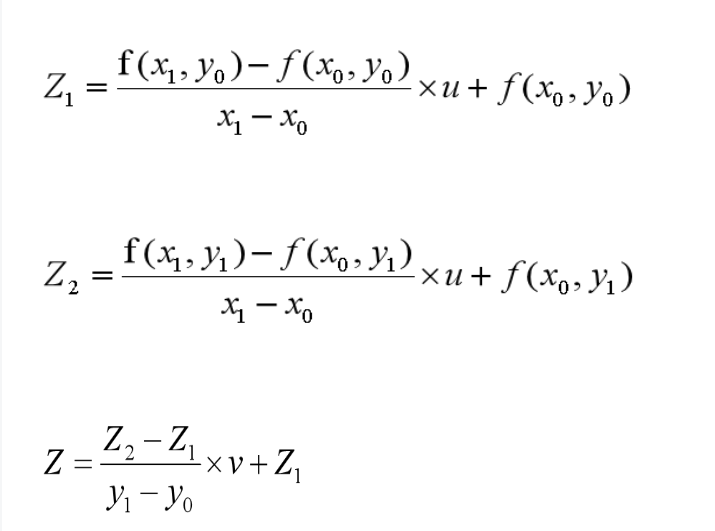 Z₁ = (f(x₁, y₀) − f(x₀, y₀)) / (x₁ − x₀) × u + f(x₀, y₀)
Z₂ = (f(x₁, y₁) − f(x₀, y₁)) / (x₁ − x₀) × u + f(x₀, y₁)
Z = (Z₂ − Z₁) / (y₁ − y₀) × v + Z₁